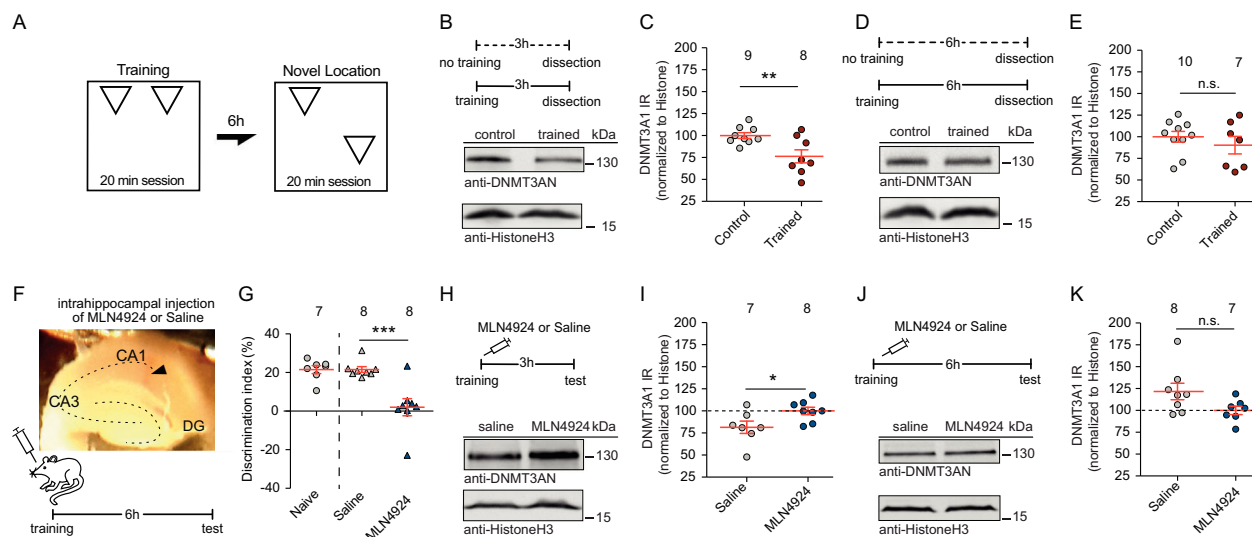 A
Training
20 min session
6h
Novel Location
20 min session
B
3h
no training
dissection
3h
training
dissection
control trained kDa
130
anti-DNMT3AN
15
anti-HistoneH3
C
DNMT3A1 IR
(normalized to Histone)
200
175
150
125
100
75
50
25
9 8
**
Control
Trained
D
6h
no training
dissection
6h
training
dissection
control trained kDa
130
anti-DNMT3AN
15
anti-HistoneH3
E
DNMT3A1 IR
(normalized to Histone)
200
175
150
125
100
75
50
25
10 7
n.s.
Control
Trained
F
intrahippocampal injection
of MLN4924 or Saline
CA1
CA3
DG
6h
training
test
G
Discrimination index (%)
40
20
0
-20
-40
7 8 8
***
Naive
Saline
MLN4924
H
MLN4924 or Saline
3h
training
test
saline MLN4924 kDa
130
anti-DNMT3AN
15
anti-HistoneH3
I
DNMT3A1 IR
(normalized to Histone)
200
175
150
125
100
75
50
25
7 8
*
Saline
MLN4924
J
MLN4924 or Saline
6h
training
test
saline MLN4924 kDa
130
anti-DNMT3AN
15
anti-HistoneH3
K
DNMT3A1 IR
(normalized to Histone)
200
175
150
125
100
75
50
25
8 7
n.s.
Saline
MLN4924